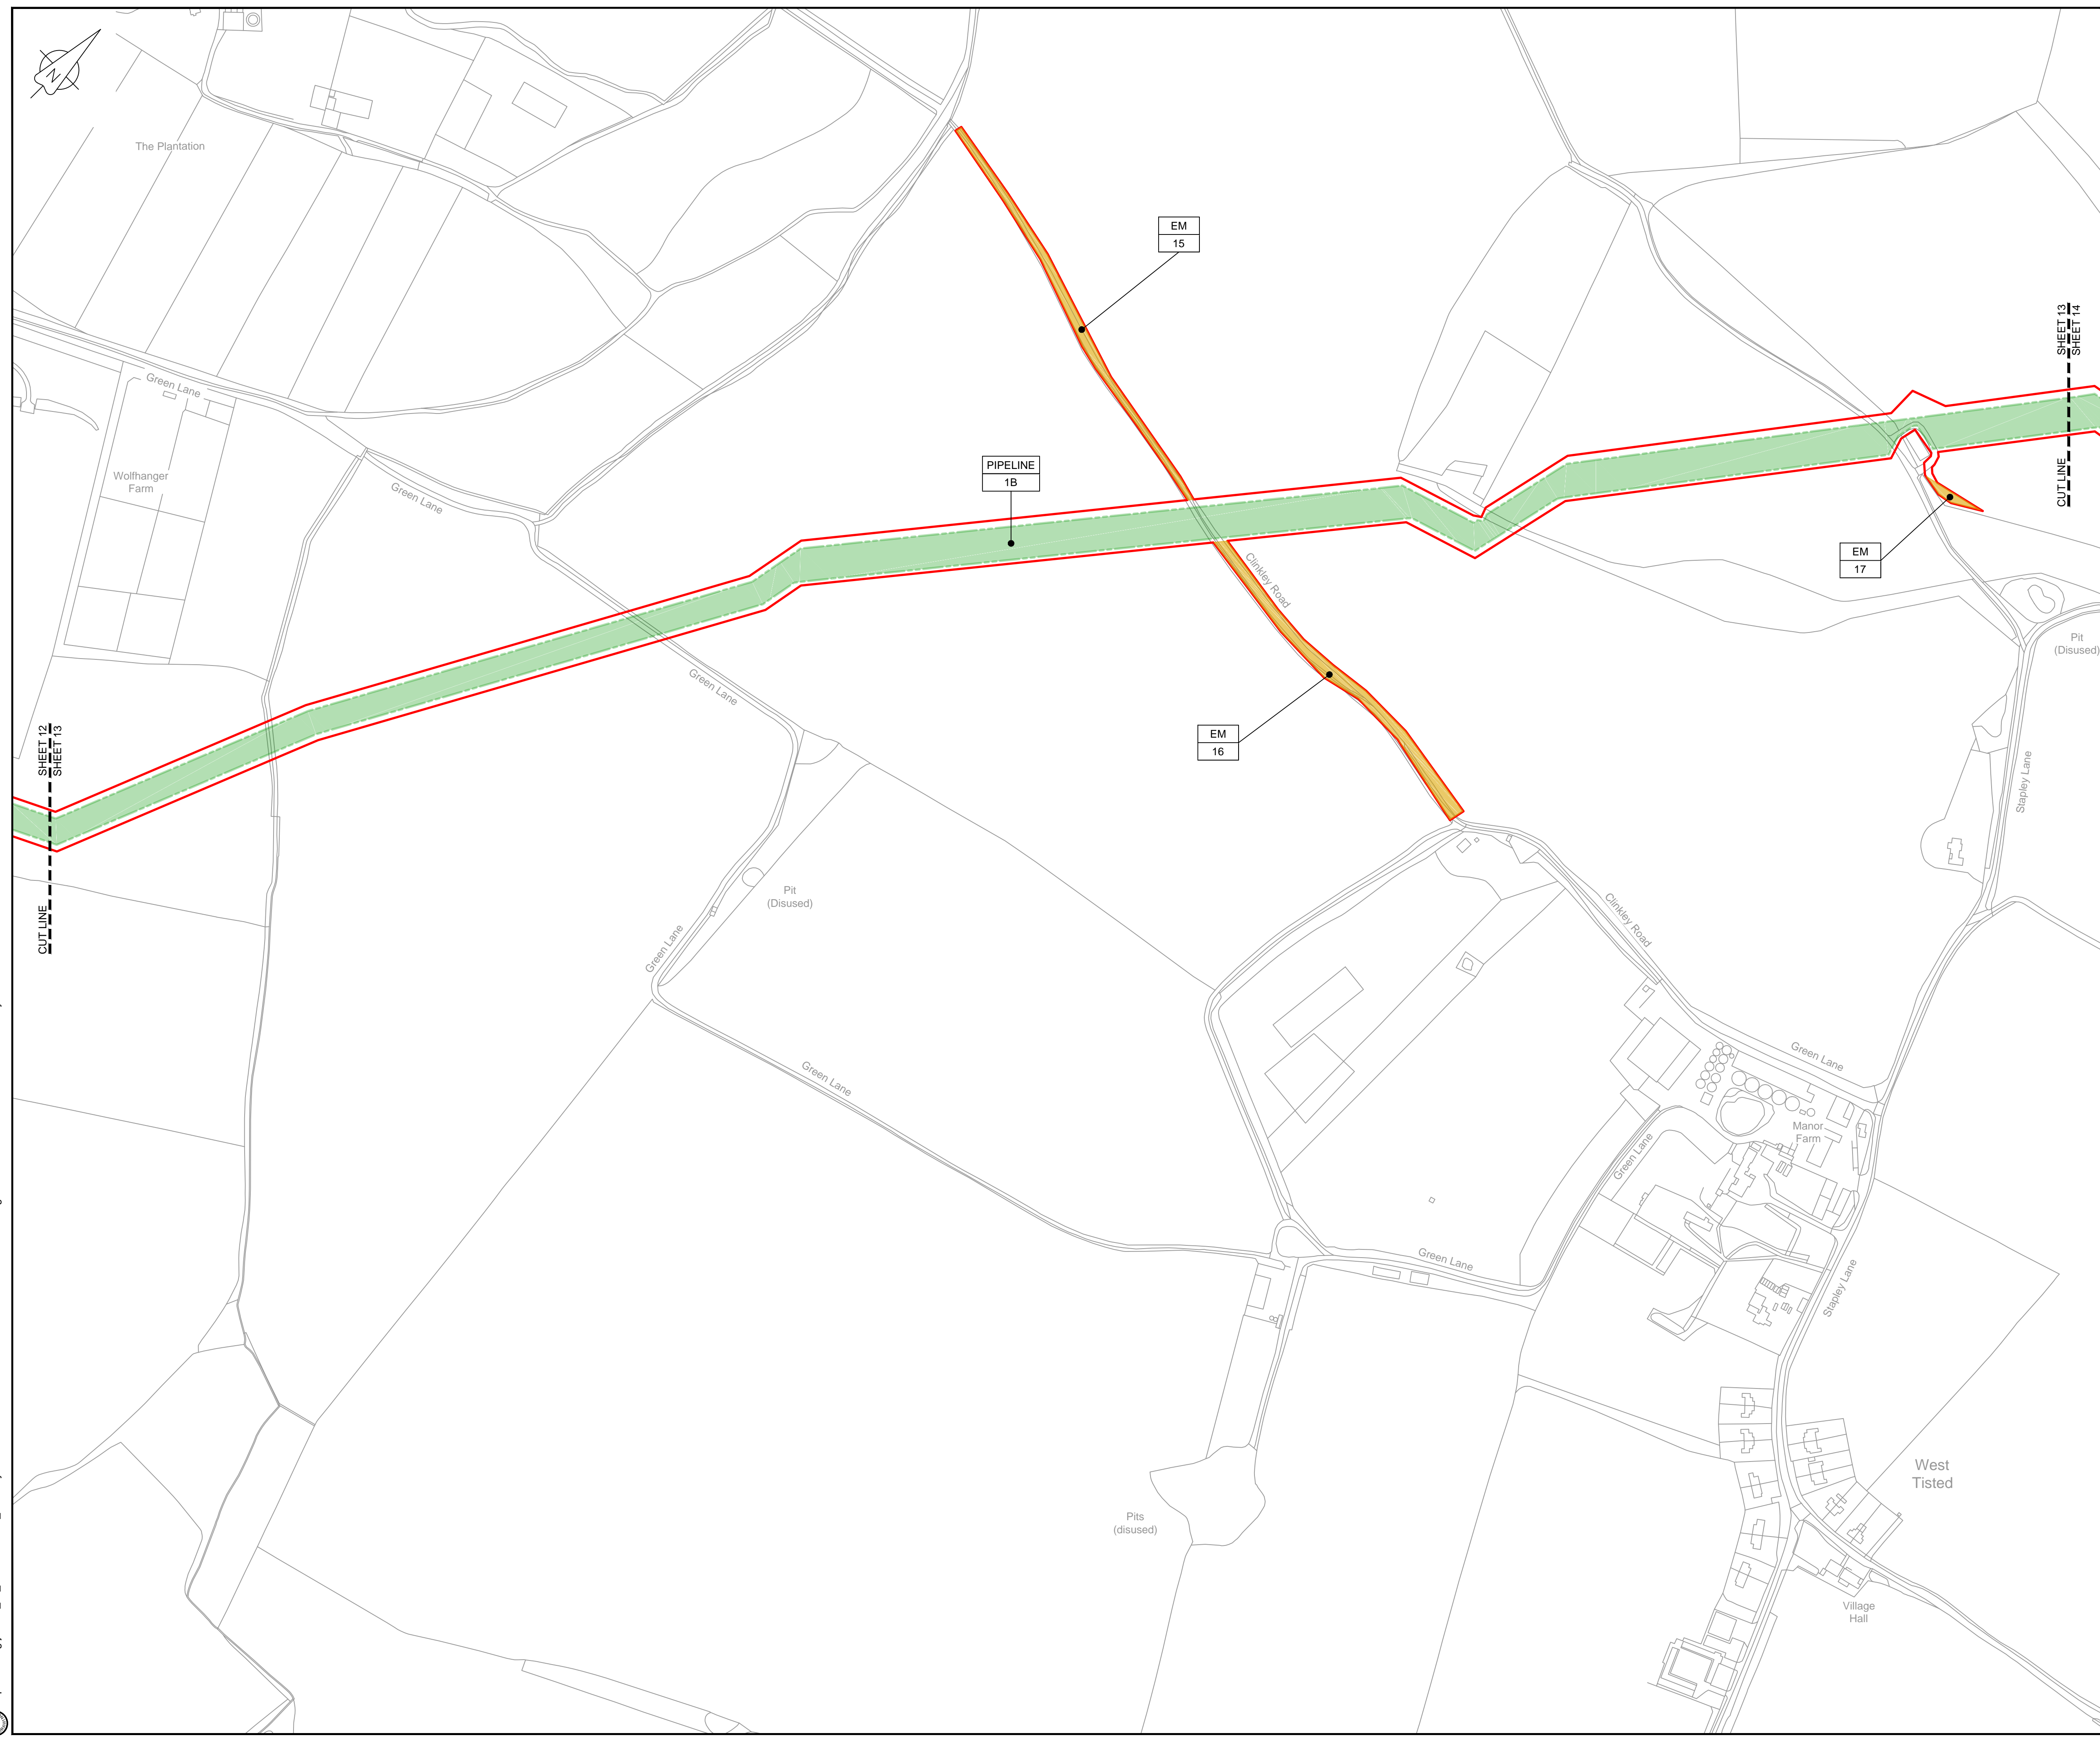 N
The Plantation
EM
15
SHEET 13
SHEET 14
CUT LINE
Green Lane
Wolfhanger
Farm
Green Lane
PIPELINE
1B
EM
17
Clinkley Road
Pit
(Disused)
Green Lane
EM
16
SHEET 12
SHEET 13
CUT LINE
Stapley Lane
Pit
(Disused)
Green Lane
Clinkley Road
Green Lane
Green Lane
Manor
Farm
Green Lane
Green Lane
Stapley Lane
West
Tisted
Pits
(disused)
Village
Hall